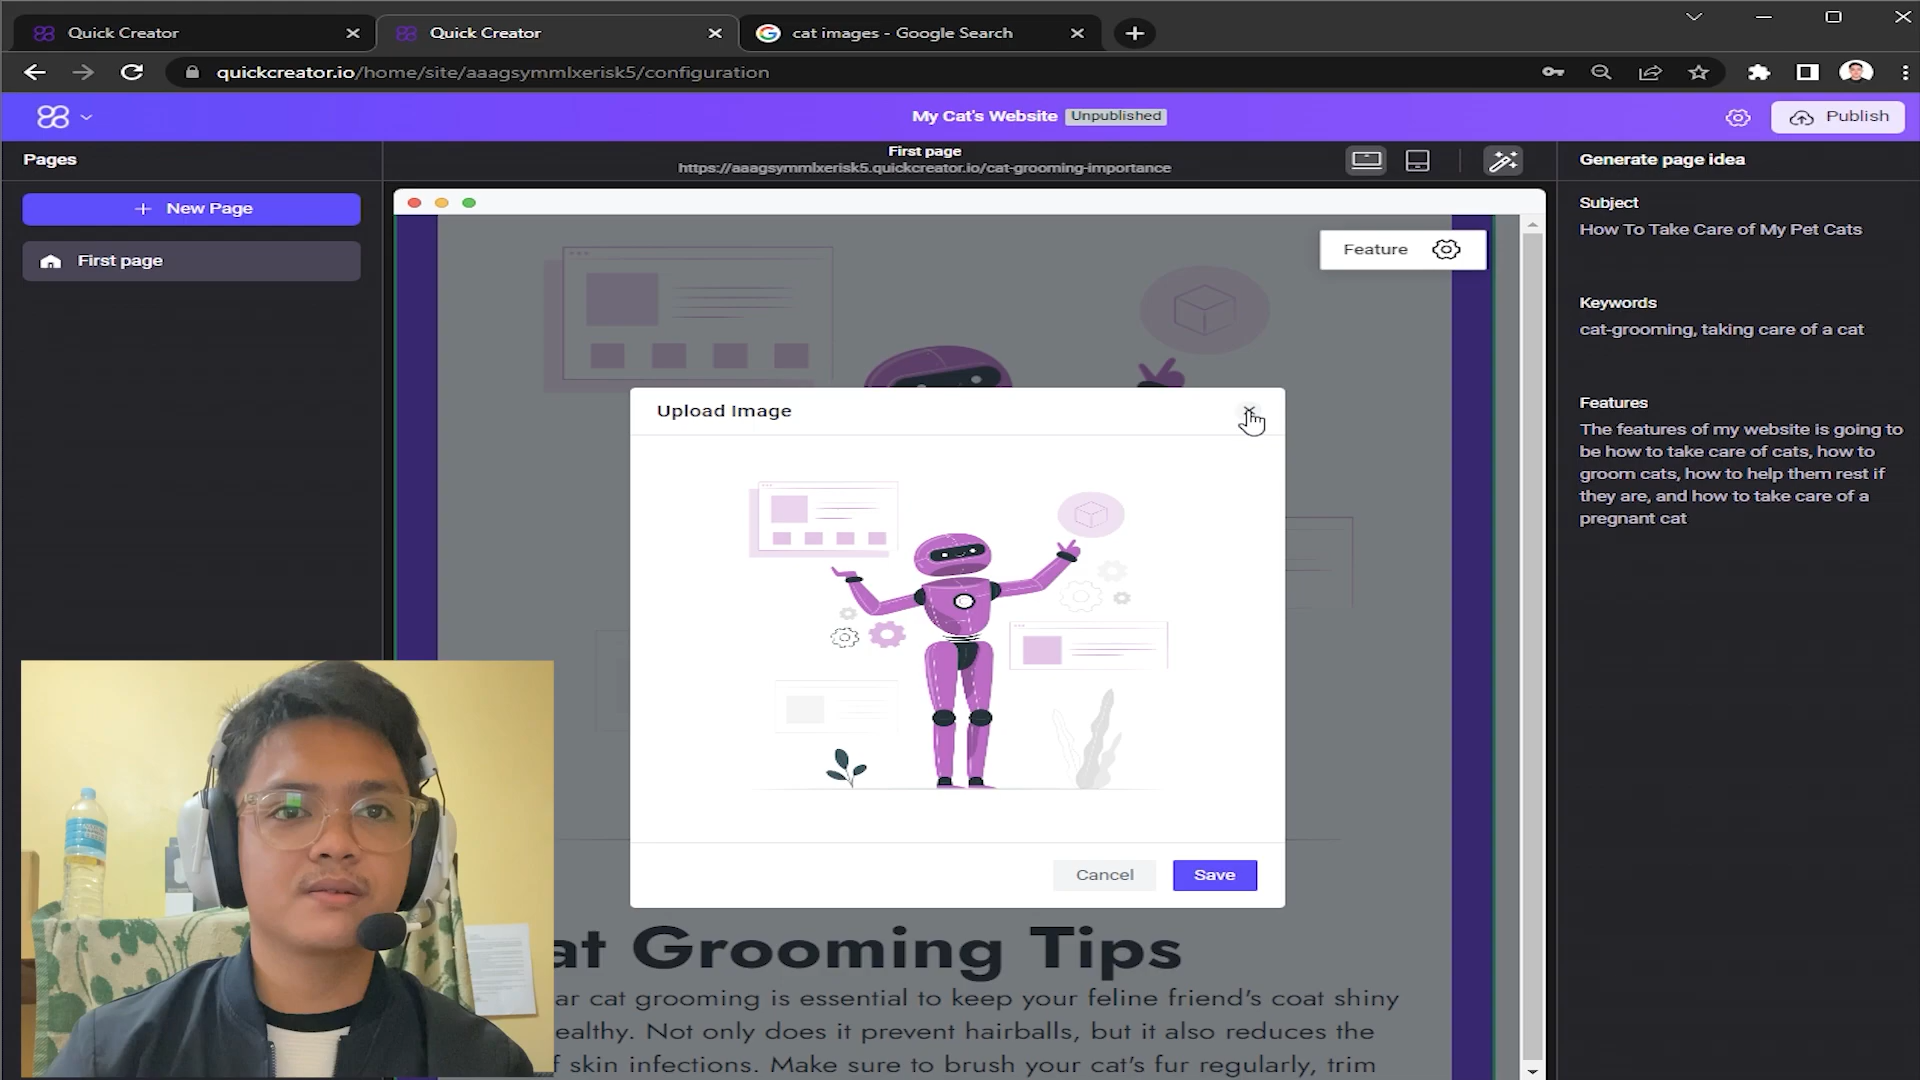 Quick Creator
Quick Creator
cat images - Google Search
quickcreator.io/home/site/aaagsymmlxerisk5/configuration
My Cat's Website Unpublished
Publish
Pages
First page
https://aaagsymmlxerisk5.quickcreator.io/cat-grooming-importance
Generate page idea
New Page
First page
Feature
Subject
How To Take Care of My Pet Cats
Keywords
cat-grooming, taking care of a cat
Features
The features of my website is going to
be how to take care of cats, how to
groom cats, how to help them rest if
they are, and how to take care of a
pregnant cat
Upload Image
Cancel
Save
at Grooming Tips
ar cat grooming is essential to keep your feline friend's coat shiny
ealthy. Not only does it prevent hairballs, but it also reduces the
f skin infections. Make sure to brush your cat's fur regularly, trim